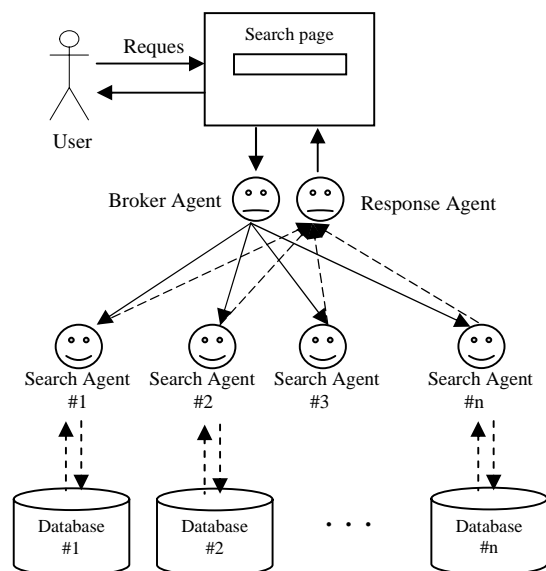 Reques
Search page
User
Broker Agent
Response Agent
Search Agent
#1
Search Agent
#2
Search Agent
#3
Search Agent
#n
Database
#1
Database
#2
. . .
Database
#n